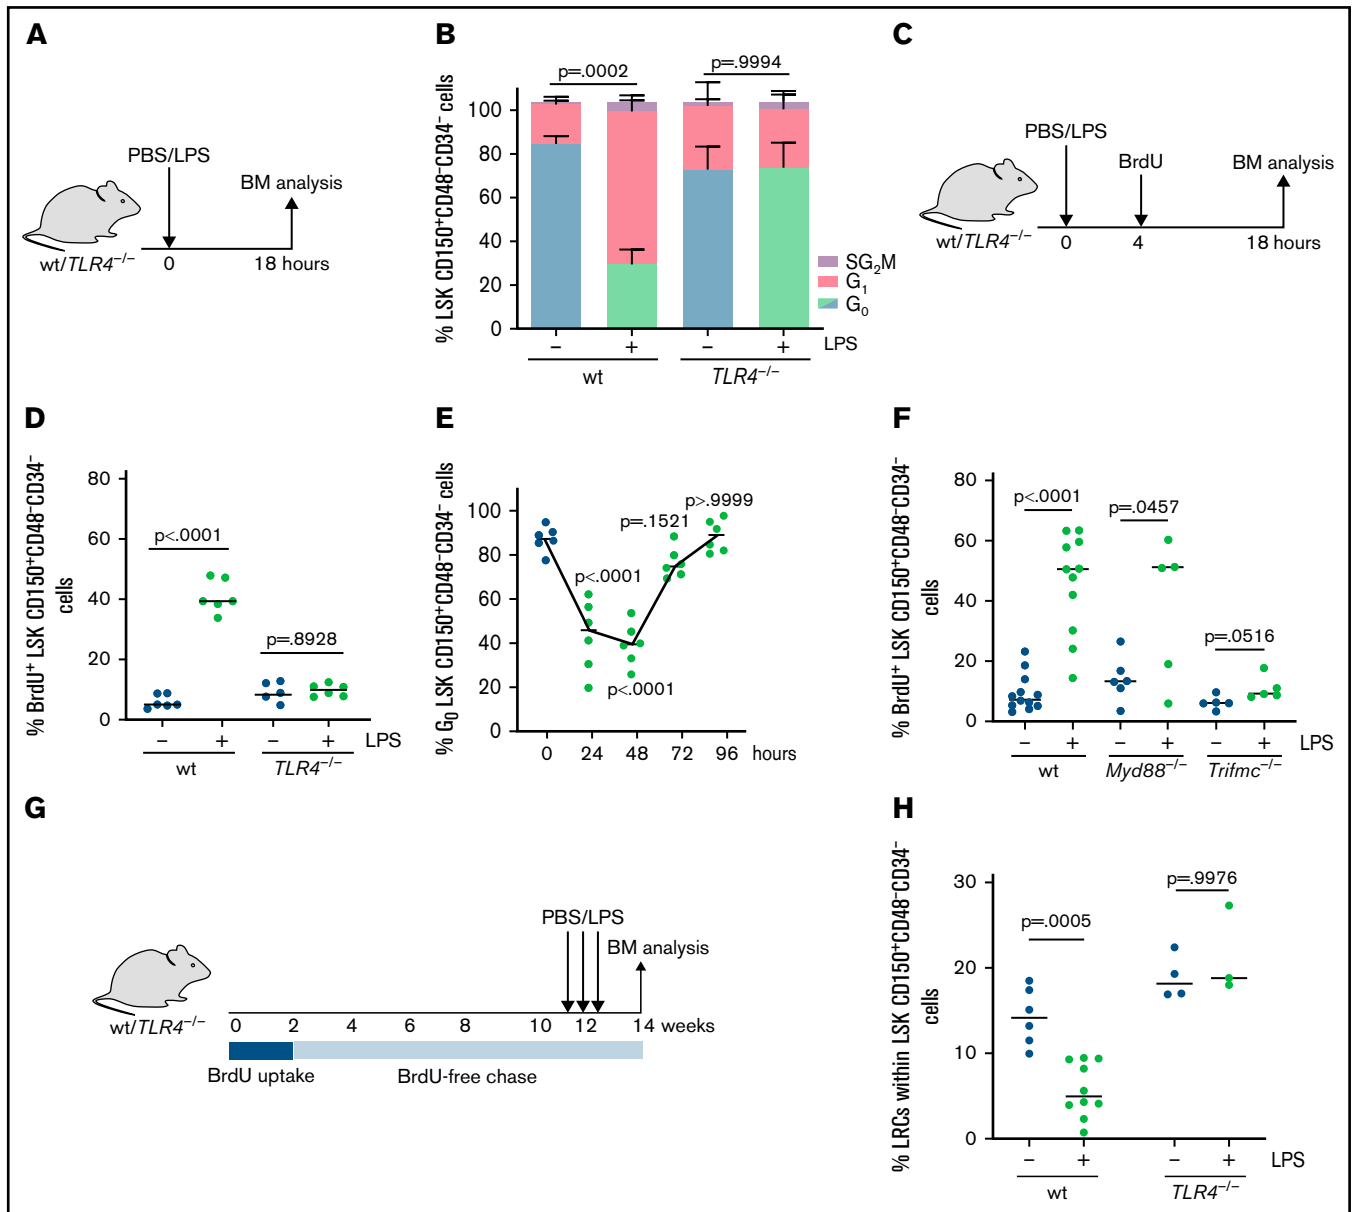 A
PBS/LPS
BM analysis
wt/TLR4⁻/⁻
0
18 hours
B
% LSK CD150⁺CD48⁻CD34⁻ cells
p=.0002
p=.9994
100
80
60
40
20
0
SG₂M
G₁
G₀
– + – + LPS
wt
TLR4⁻/⁻
C
PBS/LPS
BrdU
BM analysis
wt/TLR4⁻/⁻
0
4
18 hours
D
% BrdU⁺ LSK CD150⁺CD48⁻CD34⁻
cells
80
60
40
20
0
p<.0001
p=.8928
– + – + LPS
wt
TLR4⁻/⁻
E
% G₀ LSK CD150⁺CD48⁻CD34⁻ cells
100
80
60
40
20
0
p<.0001
p<.0001
p=.1521
p>.9999
0 24 48 72 96 hours
F
% BrdU⁺ LSK CD150⁺CD48⁻CD34⁻
cells
80
60
40
20
0
p<.0001
p=.0457
p=.0516
– + – + – + LPS
wt
Myd88⁻/⁻
Trifmc⁻/⁻
G
PBS/LPS
BM analysis
wt/TLR4⁻/⁻
0 2 4 6 8 10 12 14 weeks
BrdU uptake
BrdU-free chase
H
% LRCs within LSK CD150⁺CD48⁻CD34⁻
cells
30
20
10
0
p=.0005
p=.9976
– + – + LPS
wt
TLR4⁻/⁻